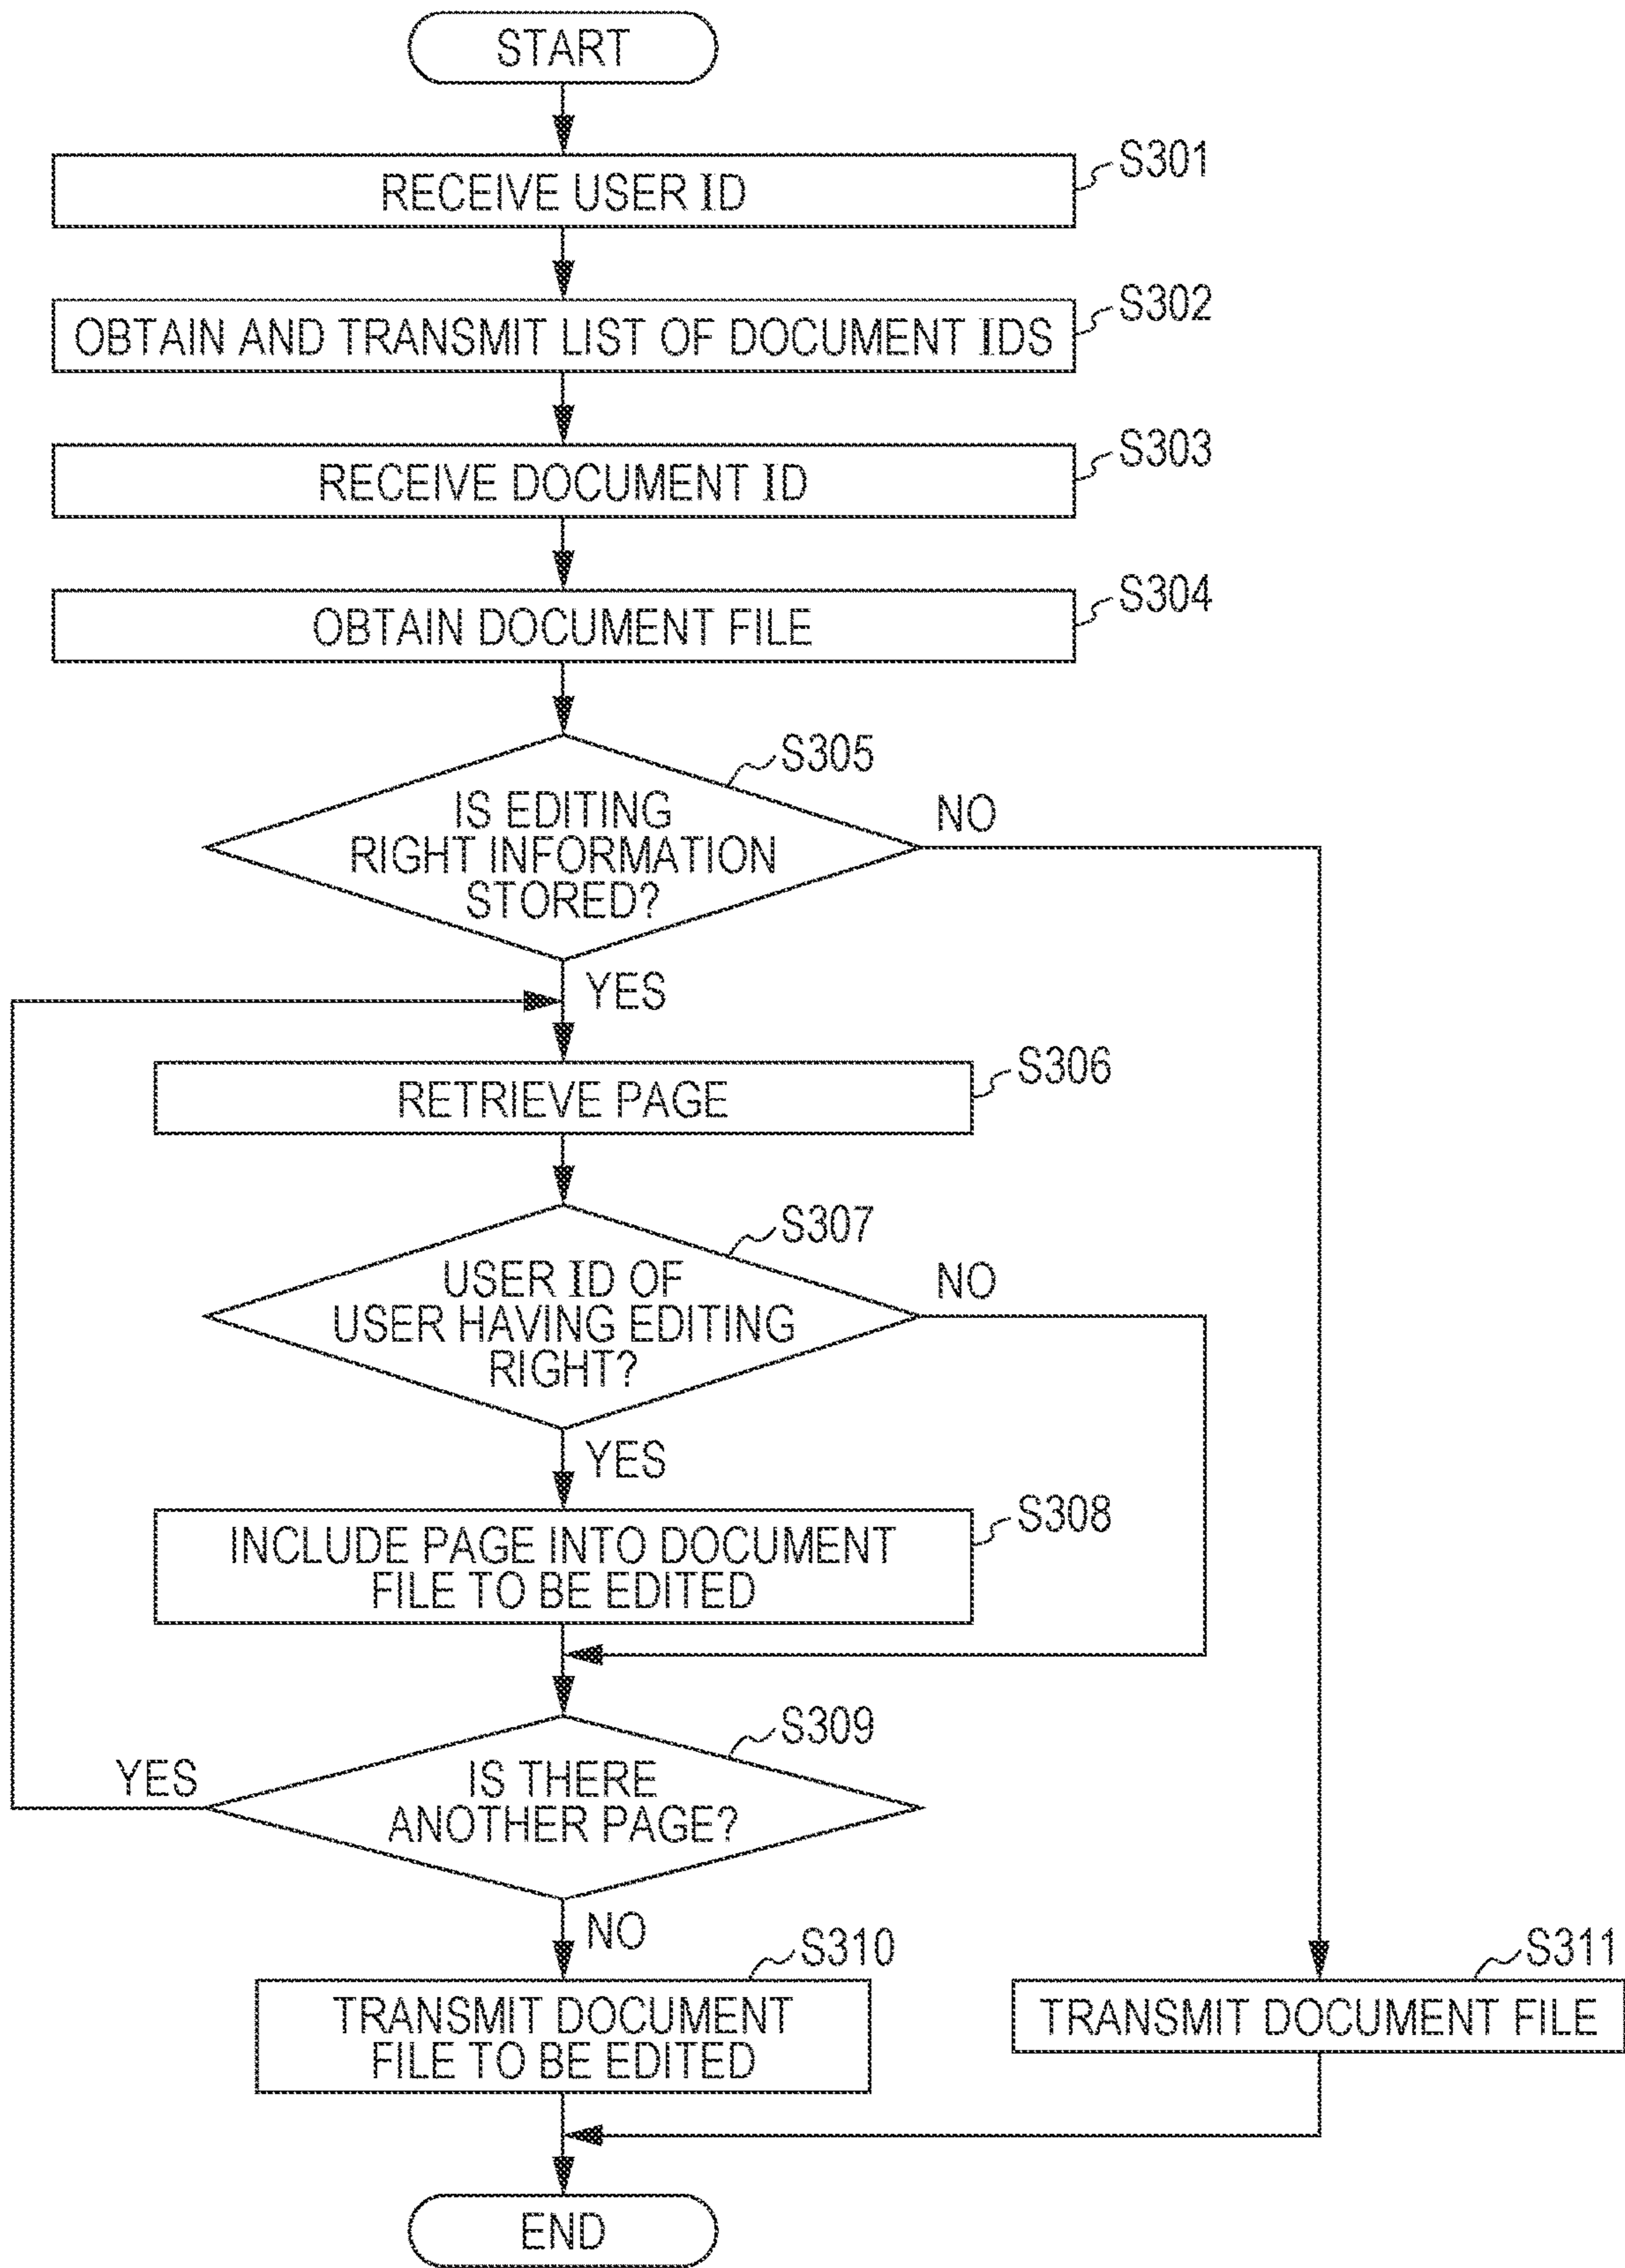 START
RECEIVE USER ID
S301
OBTAIN AND TRANSMIT LIST OF DOCUMENT IDS
S302
RECEIVE DOCUMENT ID
S303
OBTAIN DOCUMENT FILE
S304
S305
IS EDITING
RIGHT INFORMATION
STORED?
NO
YES
RETRIEVE PAGE
S306
S307
USER ID OF
USER HAVING EDITING
RIGHT?
NO
YES
INCLUDE PAGE INTO DOCUMENT
FILE TO BE EDITED
S308
S309
IS THERE
ANOTHER PAGE?
YES
NO
S310
TRANSMIT DOCUMENT
FILE TO BE EDITED
S311
TRANSMIT DOCUMENT FILE
END